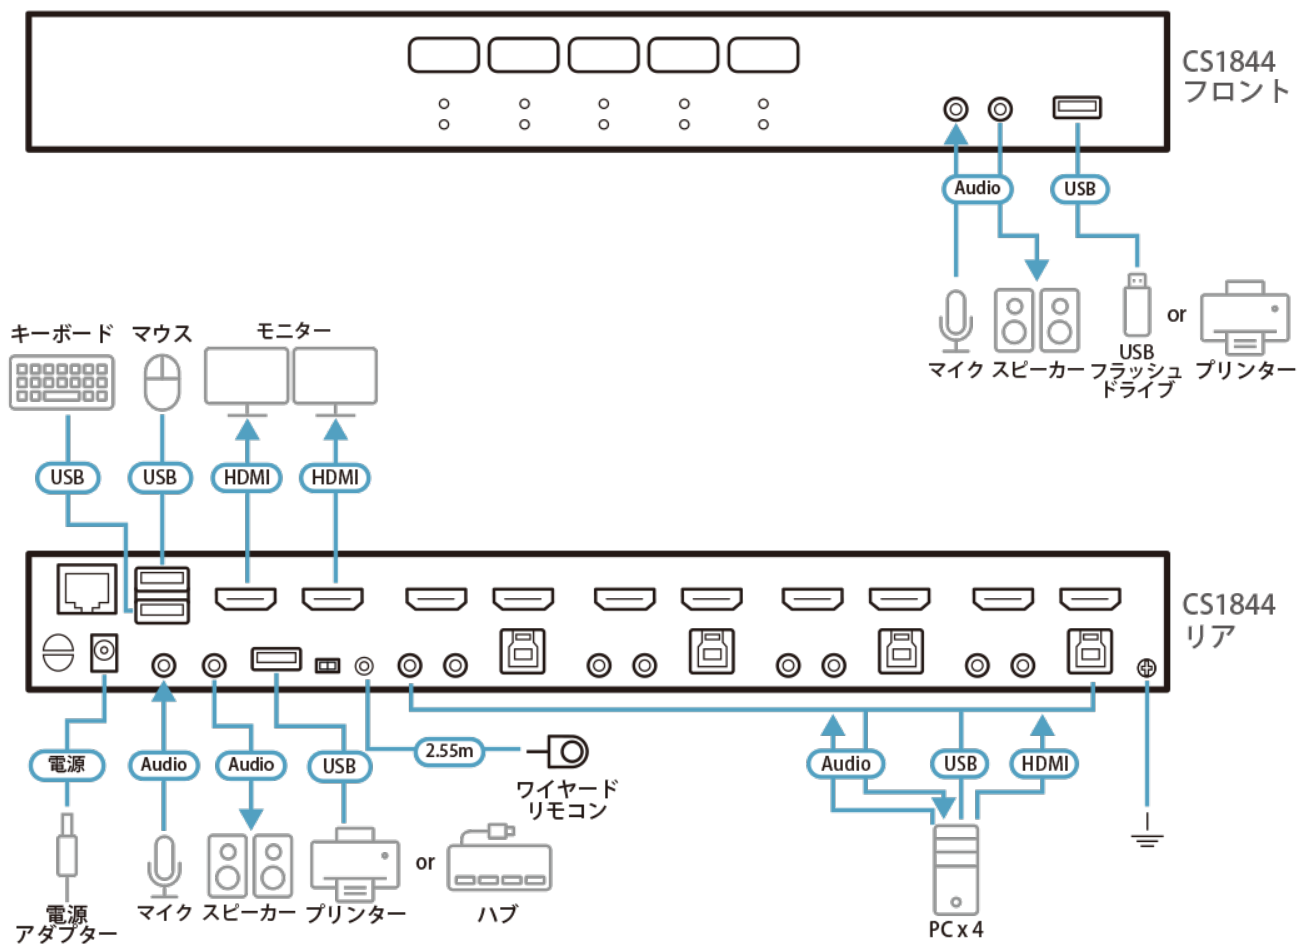 CS1844
フロント
Audio
USB
or
マイク
スピーカー
USB
フラッシュ
ドライブ
プリンター
キーボード
マウス
モニター
USB
USB
HDMI
HDMI
CS1844
リア
電源
Audio
Audio
USB
2.55m
ワイヤード
リモコン
Audio
USB
HDMI
or
電源
アダプター
マイク
スピーカー
プリンター
ハブ
PC x 4